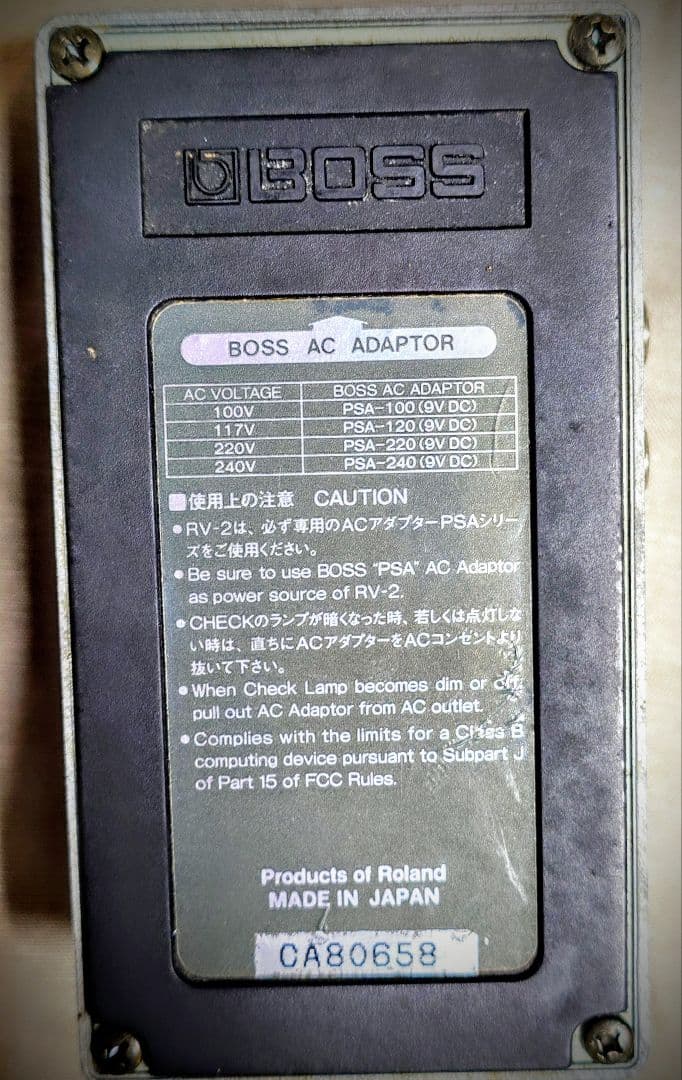 BOSS
BOSS AC ADAPTOR
AC VOLTAGE BOSS AC ADAPTOR
100V PSA-100(9V DC)
117V PSA-120(9V DC)
220V PSA-220(9V DC)
240V PSA-240(9V DC)
■使用上の注意 CAUTION
●RV-2は、必ず専用のACアダプターPSAシリー
ズをご使用ください。
●Be sure to use BOSS "PSA" AC Adaptor
as power source of RV-2.
●CHECKのランプが暗くなった時、若しくは点灯しな
い時は、直ちにACアダプターをACコンセントより
抜いて下さい。
●When Check Lamp becomes dim or
pull out AC Adaptor from AC outlet.
●Complies with the limits for a Class B
computing device pursuant to Subpart J
of Part 15 of FCC Rules.
Products of Roland
MADE IN JAPAN
CA80658